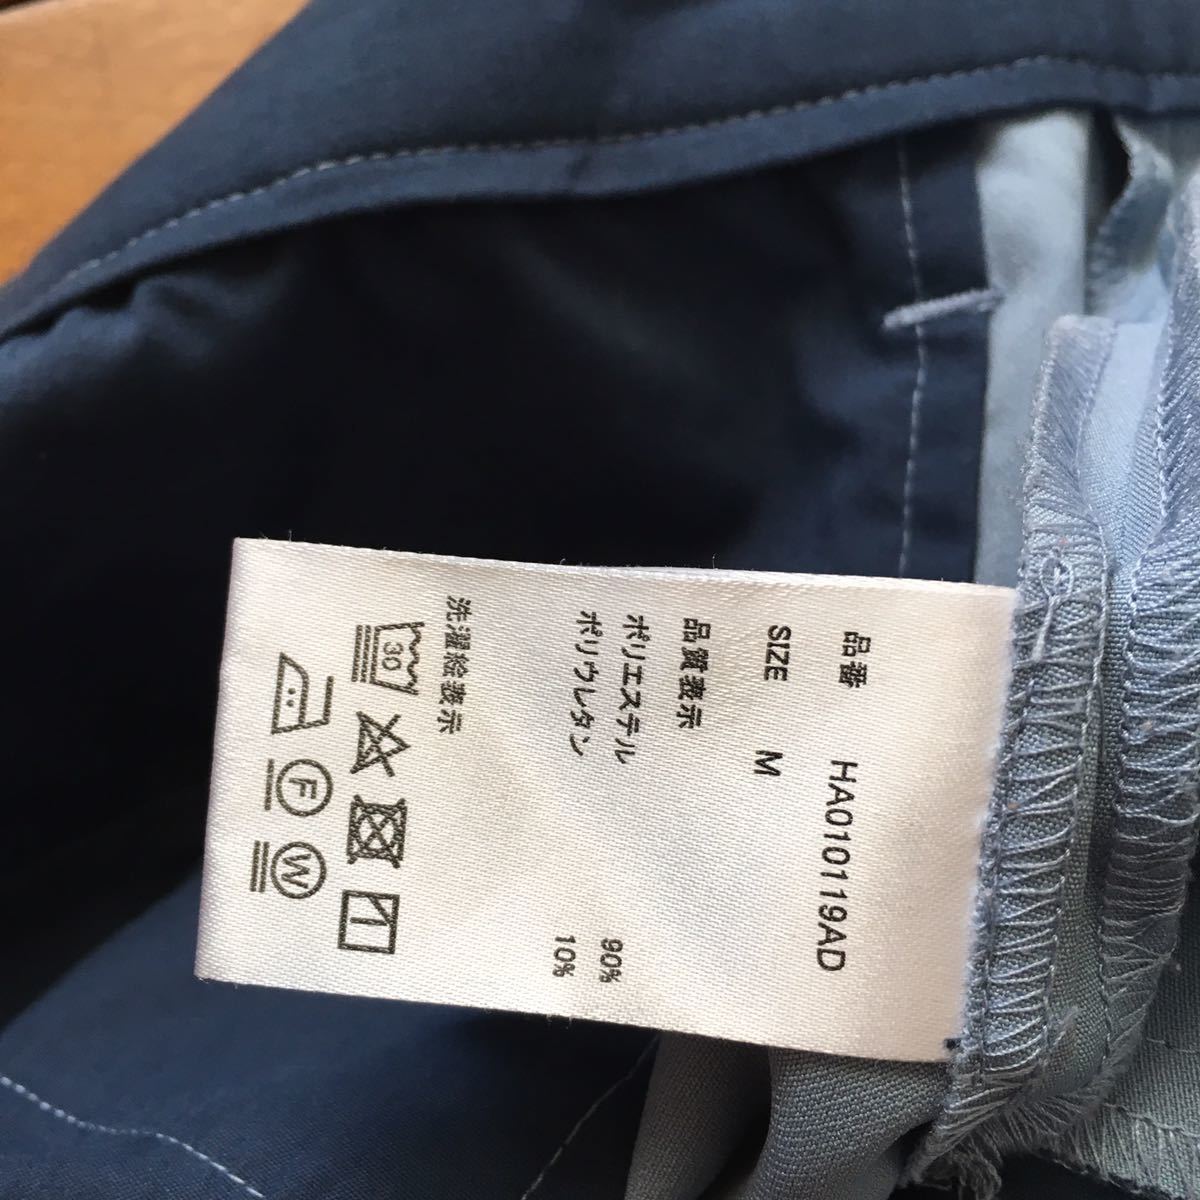 品番 HA010119AD
SIZE M
品質表示
ポリエステル 90%
ポリウレタン 10%
洗濯絵表示
30
F W